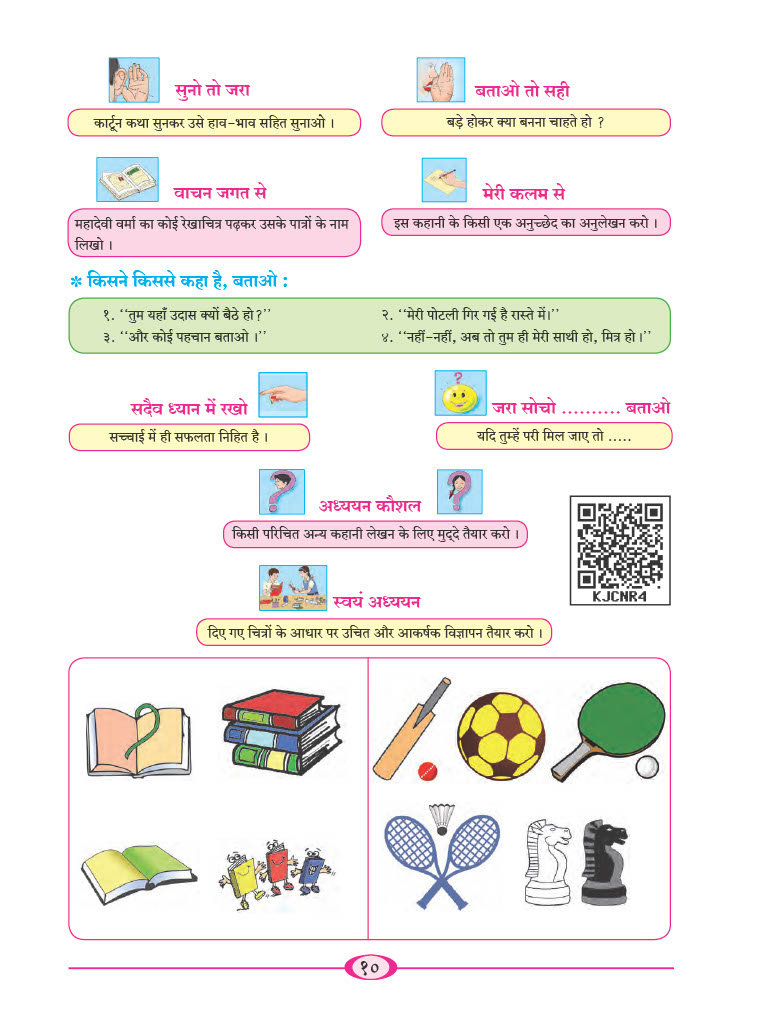 सुनो तो जरा
कार्टून कथा सुनकर उसे हाव-भाव सहित सुनाओ ।
बताओ तो सही
बड़े होकर क्या बनना चाहते हो ?
वाचन जगत से
महादेवी वर्मा का कोई रेखाचित्र पढ़कर उसके पात्रों के नाम
लिखो ।
मेरी कलम से
इस कहानी के किसी एक अनुच्छेद का अनुलेखन करो ।
* किसने किससे कहा है, बताओ :
१. ‘‘तुम यहाँ उदास क्यों बैठे हो?’’
२. ‘‘मेरी पोटली गिर गई है रास्ते में।’’
३. ‘‘और कोई पहचान बताओ ।’’
४. ‘‘नहीं-नहीं, अब तो तुम ही मेरी साथी हो, मित्र हो।’’
सदैव ध्यान में रखो
सच्चाई में ही सफलता निहित है ।
जरा सोचो .......... बताओ
यदि तुम्हें परी मिल जाए तो .....
अध्ययन कौशल
किसी परिचित अन्य कहानी लेखन के लिए मुद्दे तैयार करो ।
KJCNR4
स्वयं अध्ययन
दिए गए चित्रों के आधार पर उचित और आकर्षक विज्ञापन तैयार करो ।
१०